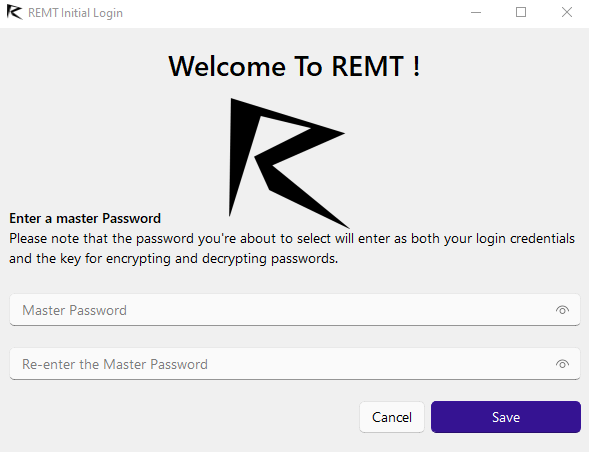 REMT Initial Login
Welcome To REMT !
Enter a master Password
Please note that the password you're about to select will enter as both your login credentials
and the key for encrypting and decrypting passwords.
Master Password
Re-enter the Master Password
Cancel
Save